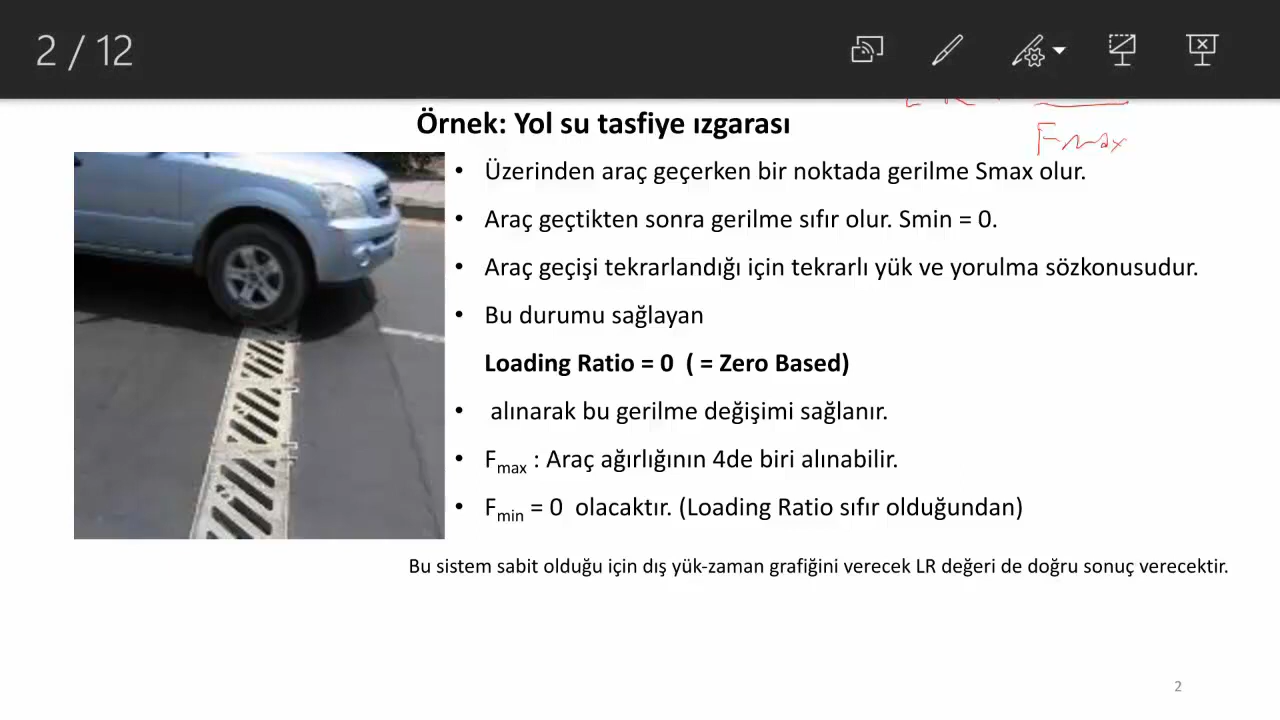 2 / 12
Örnek: Yol su tasfiye ızgarası
Fmax
• Üzerinden araç geçerken bir noktada gerilme Smax olur.
• Araç geçtikten sonra gerilme sıfır olur. Smin = 0.
• Araç geçişi tekrarlandığı için tekrarlı yük ve yorulma sözkonusudur.
• Bu durumu sağlayan
Loading Ratio = 0 ( = Zero Based)
• alınarak bu gerilme değişimi sağlanır.
• Fmax : Araç ağırlığının 4de biri alınabilir.
• Fmin = 0 olacaktır. (Loading Ratio sıfır olduğundan)
Bu sistem sabit olduğu için dış yük-zaman grafiğini verecek LR değeri de doğru sonuç verecektir.
2